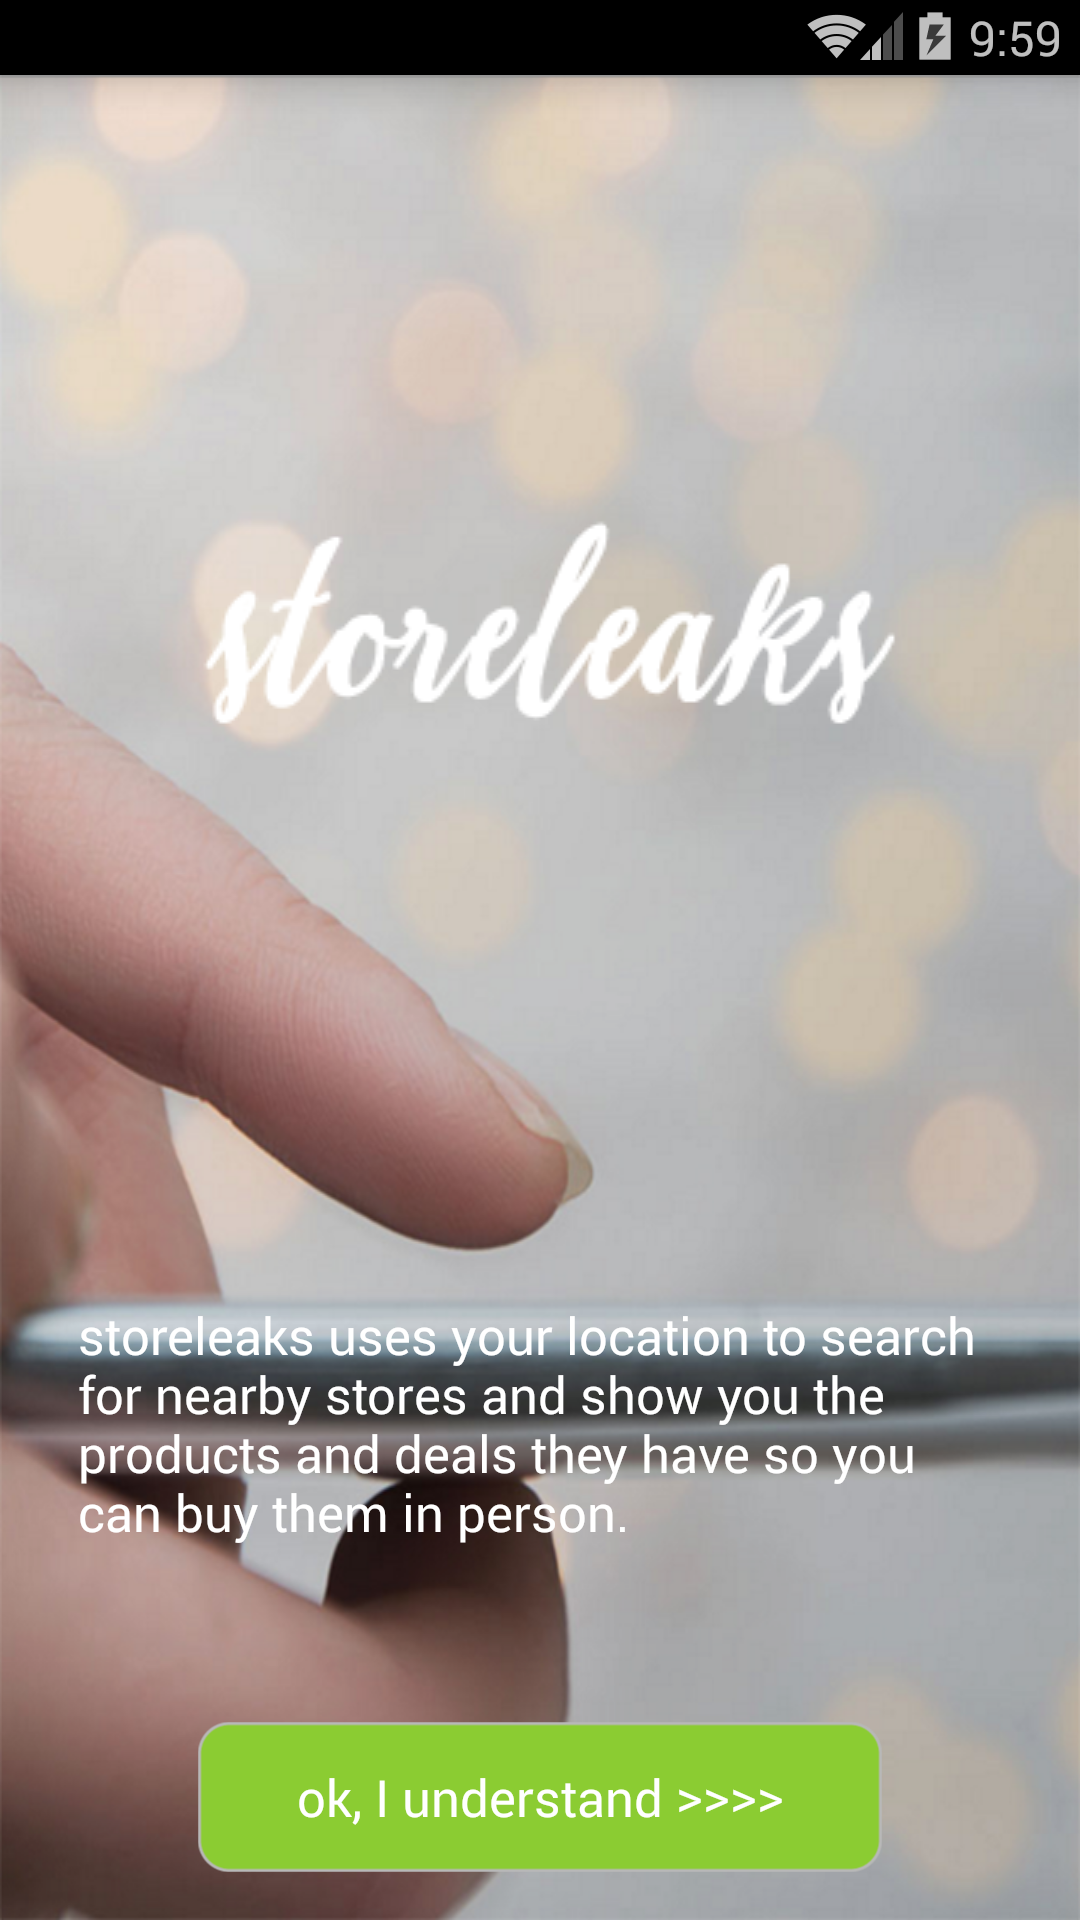 9:59
storeleaks
storeleaks uses your location to search
for nearby stores and show you the
products and deals they have so you
can buy them in person.
ok, I understand >>>>